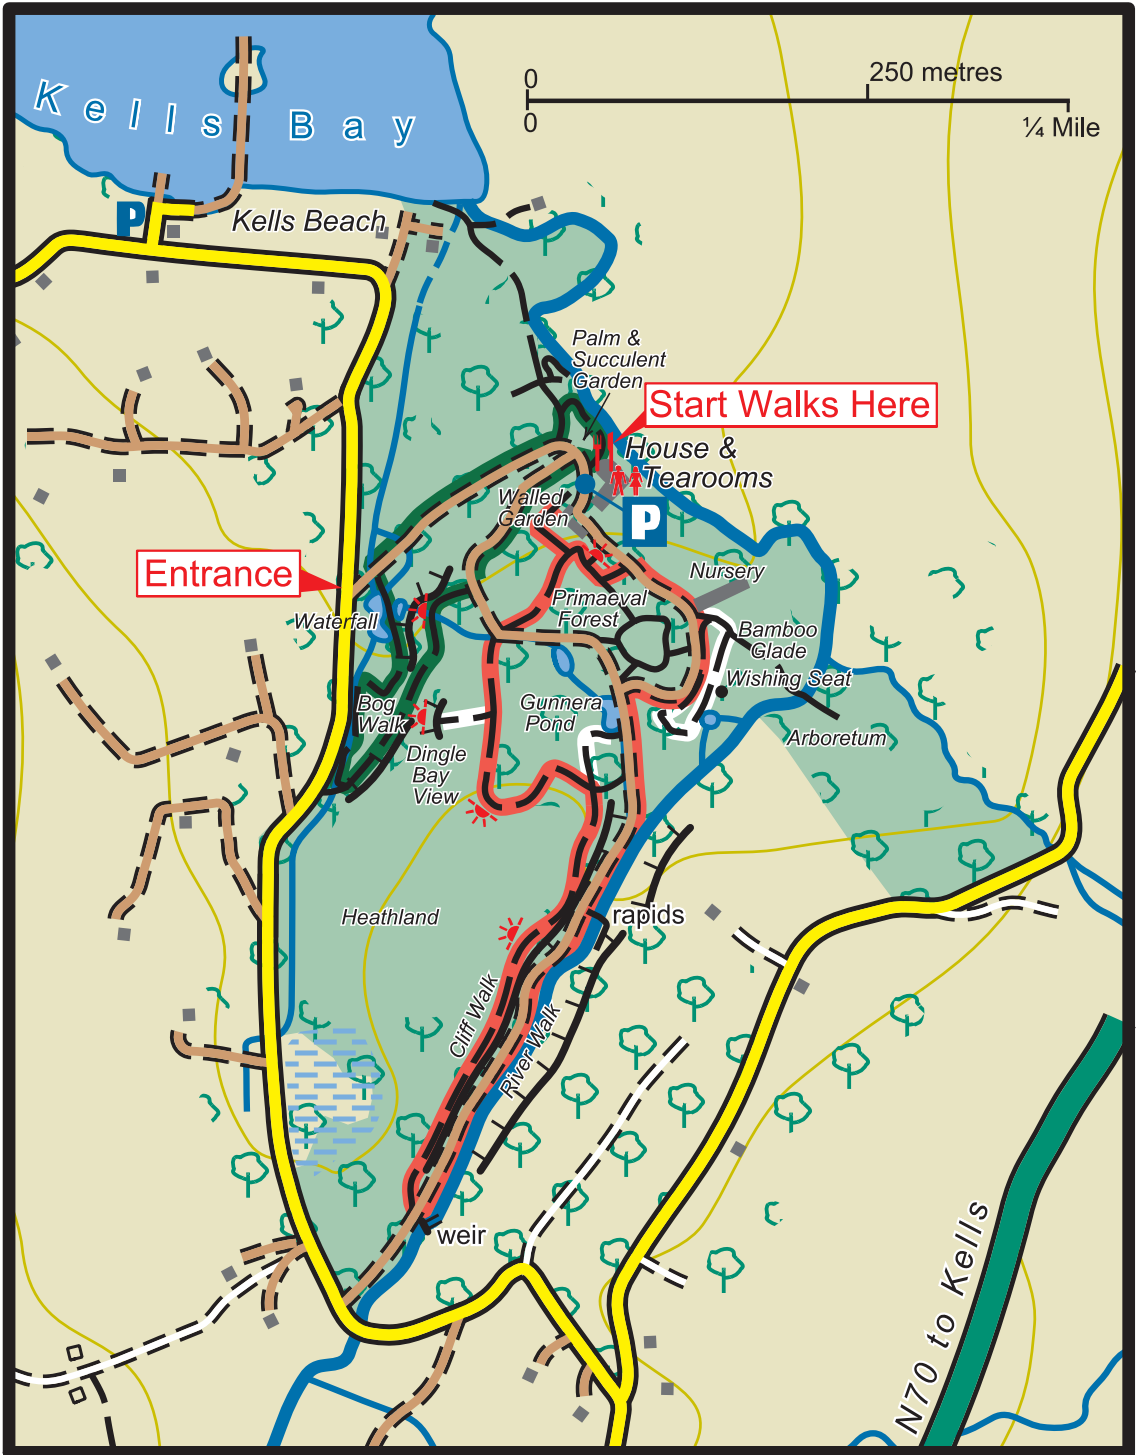 0
250 metres
0
¼ Mile
Kells Bay
P
Kells Beach
Palm &
Succulent
Garden
Start Walks Here
House &
Tearooms
Walled
Garden
P
Entrance
Nursery
Primaeval
Forest
Waterfall
Bamboo
Glade
Wishing Seat
Bog
Walk
Gunnera
Pond
Arboretum
Dingle
Bay
View
Heathland
rapids
Cliff Walk
River Walk
weir
N70 to Kells